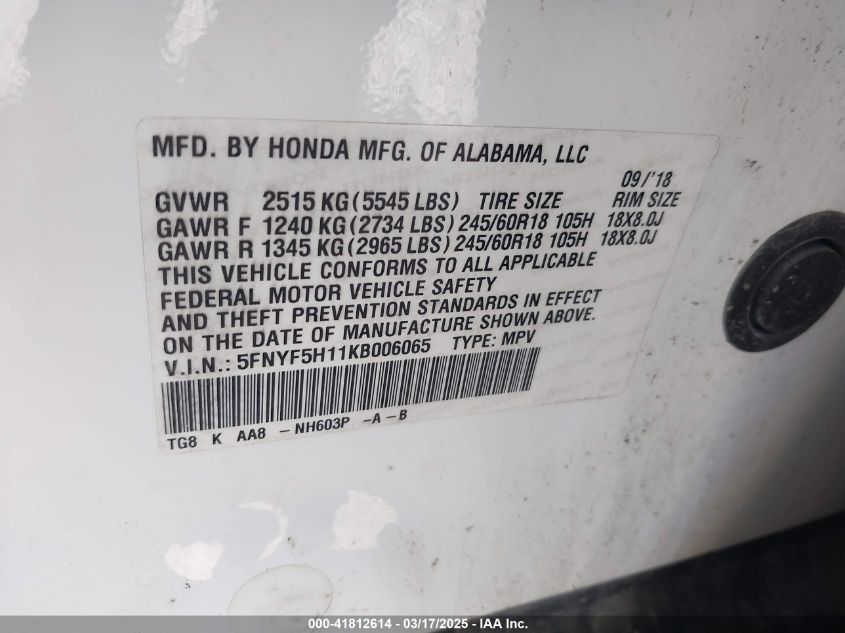 MFD. BY HONDA MFG. OF ALABAMA, LLC
09/'18
GVWR 2515 KG (5545 LBS) TIRE SIZE RIM SIZE
GAWR F 1240 KG (2734 LBS) 245/60R18 105H 18X8.0J
GAWR R 1345 KG (2965 LBS) 245/60R18 105H 18X8.0J
THIS VEHICLE CONFORMS TO ALL APPLICABLE
FEDERAL MOTOR VEHICLE SAFETY
AND THEFT PREVENTION STANDARDS IN EFFECT
ON THE DATE OF MANUFACTURE SHOWN ABOVE.
V.I.N.: 5FNYF5H11KB006065 TYPE: MPV
TG8 K AA8 - NH603P - A - B
000-41812614 - 03/17/2025 - IAA Inc.